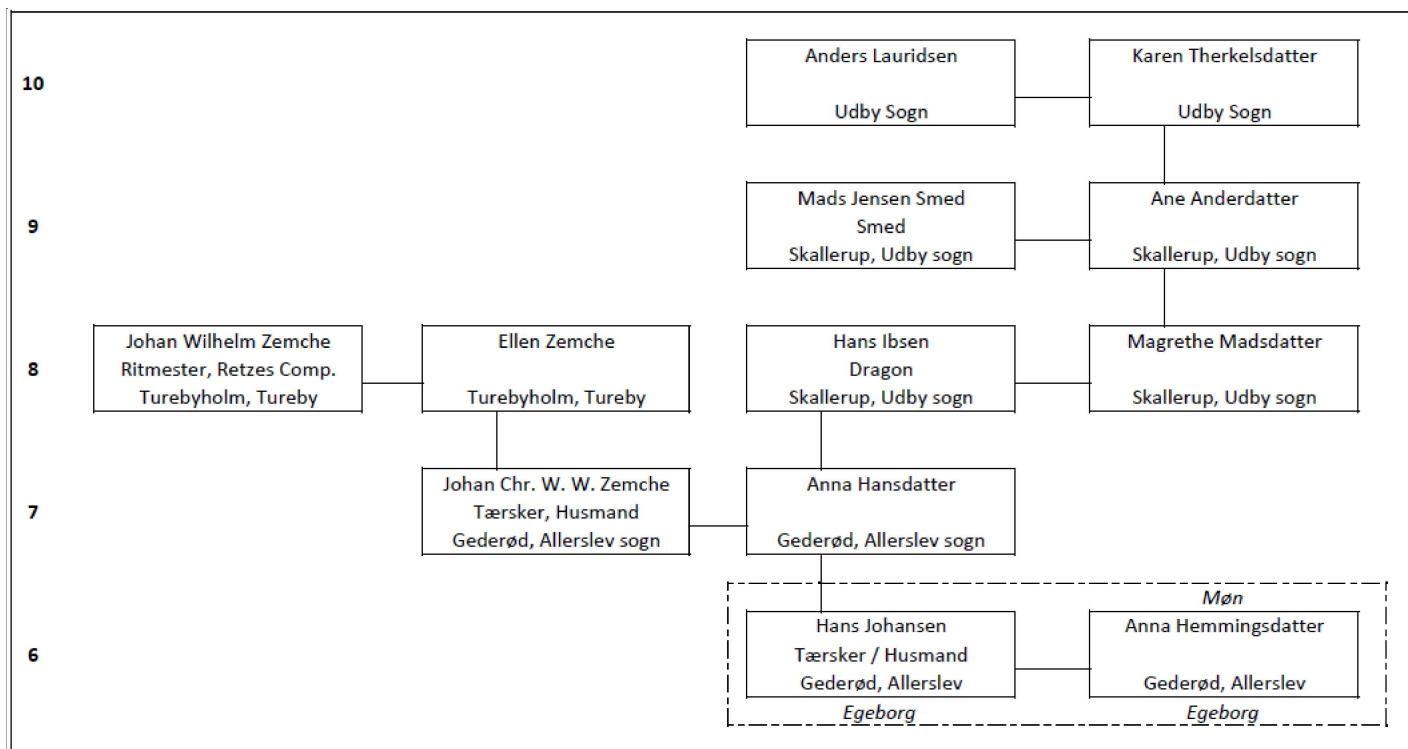 10
Anders Lauridsen
Udby Sogn
Karen Therkelsdatter
Udby Sogn
9
Mads Jensen Smed
Smed
Skallerup, Udby sogn
Ane Anderdatter
Skallerup, Udby sogn
8
Johan Wilhelm Zemche
Ritmester, Retzes Comp.
Turebyholm, Tureby
Ellen Zemche
Turebyholm, Tureby
Hans Ibsen
Dragon
Skallerup, Udby sogn
Magrethe Madsdatter
Skallerup, Udby sogn
7
Johan Chr. W. W. Zemche
Tærsker, Husmand
Gederød, Allerslev sogn
Anna Hansdatter
Gederød, Allerslev sogn
6
Møn
Hans Johansen
Tærsker / Husmand
Gederød, Allerslev
Egeborg
Anna Hemmingsdatter
Gederød, Allerslev
Egeborg